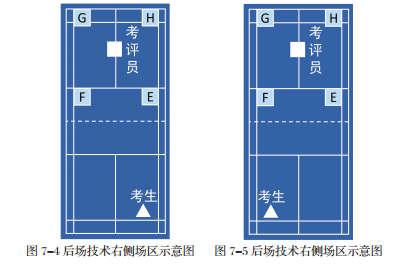 G H G H
考 考
评 评
员 员
F E F E
考生 考生
图 7-4 后场技术右侧场区示意图 图 7-5 后场技术右侧场区示意图